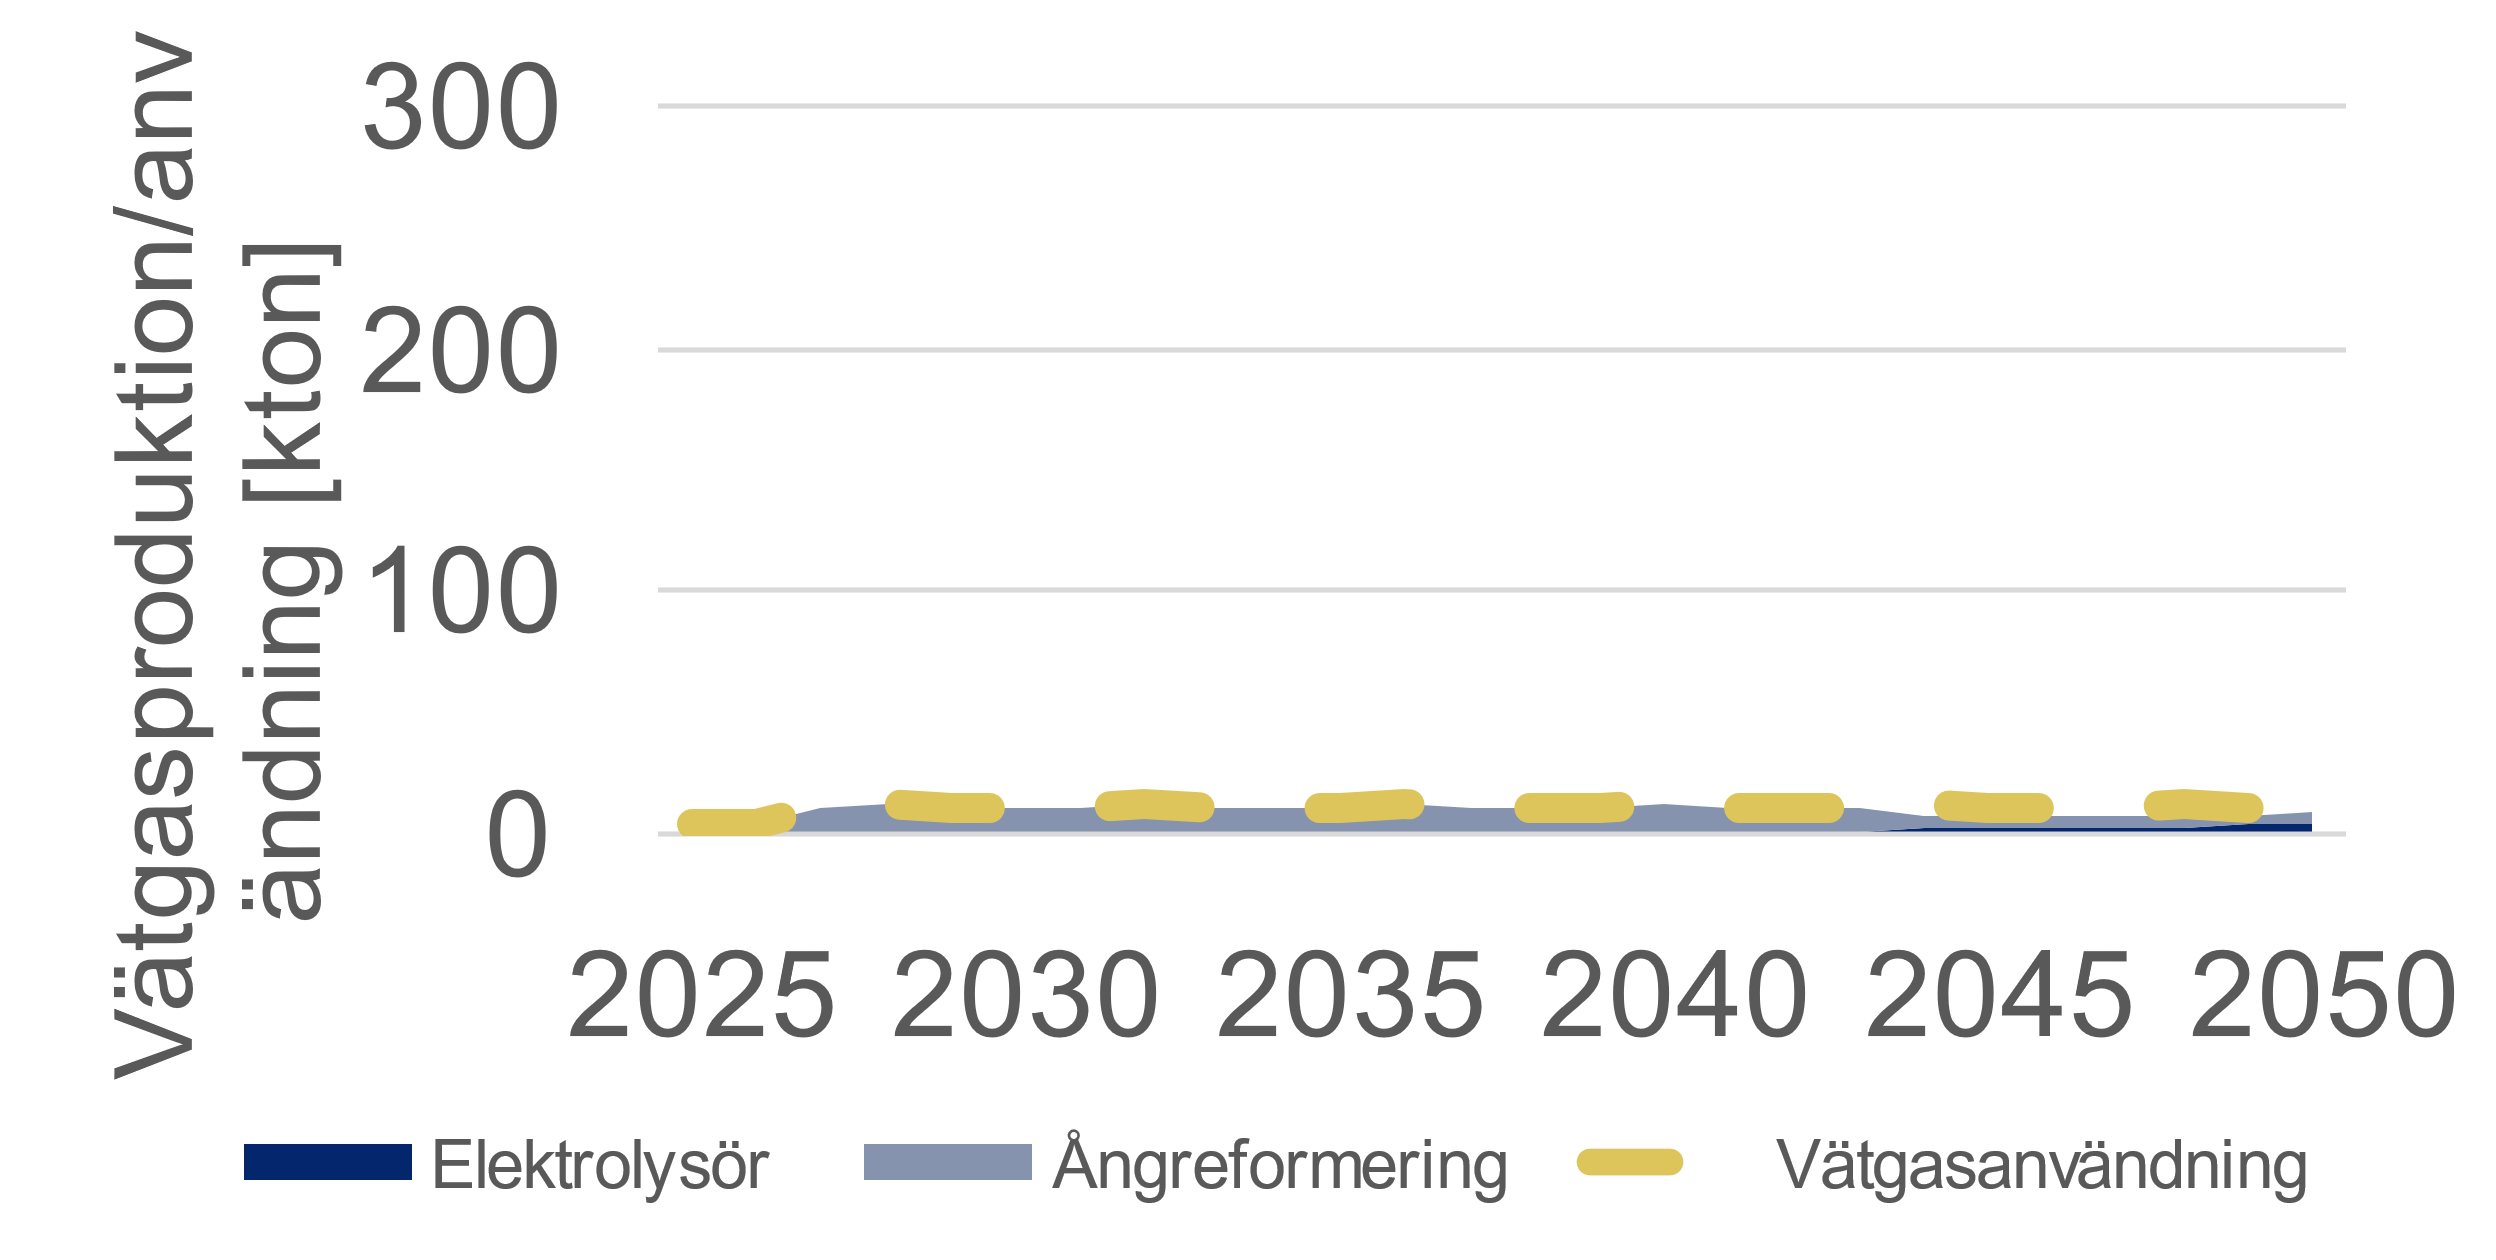 Vätgasproduktion/anv
ändning [kton]
300
200
100
0
2025 2030 2035 2040 2045 2050
Elektrolysör Ångreformering Vätgasanvändning